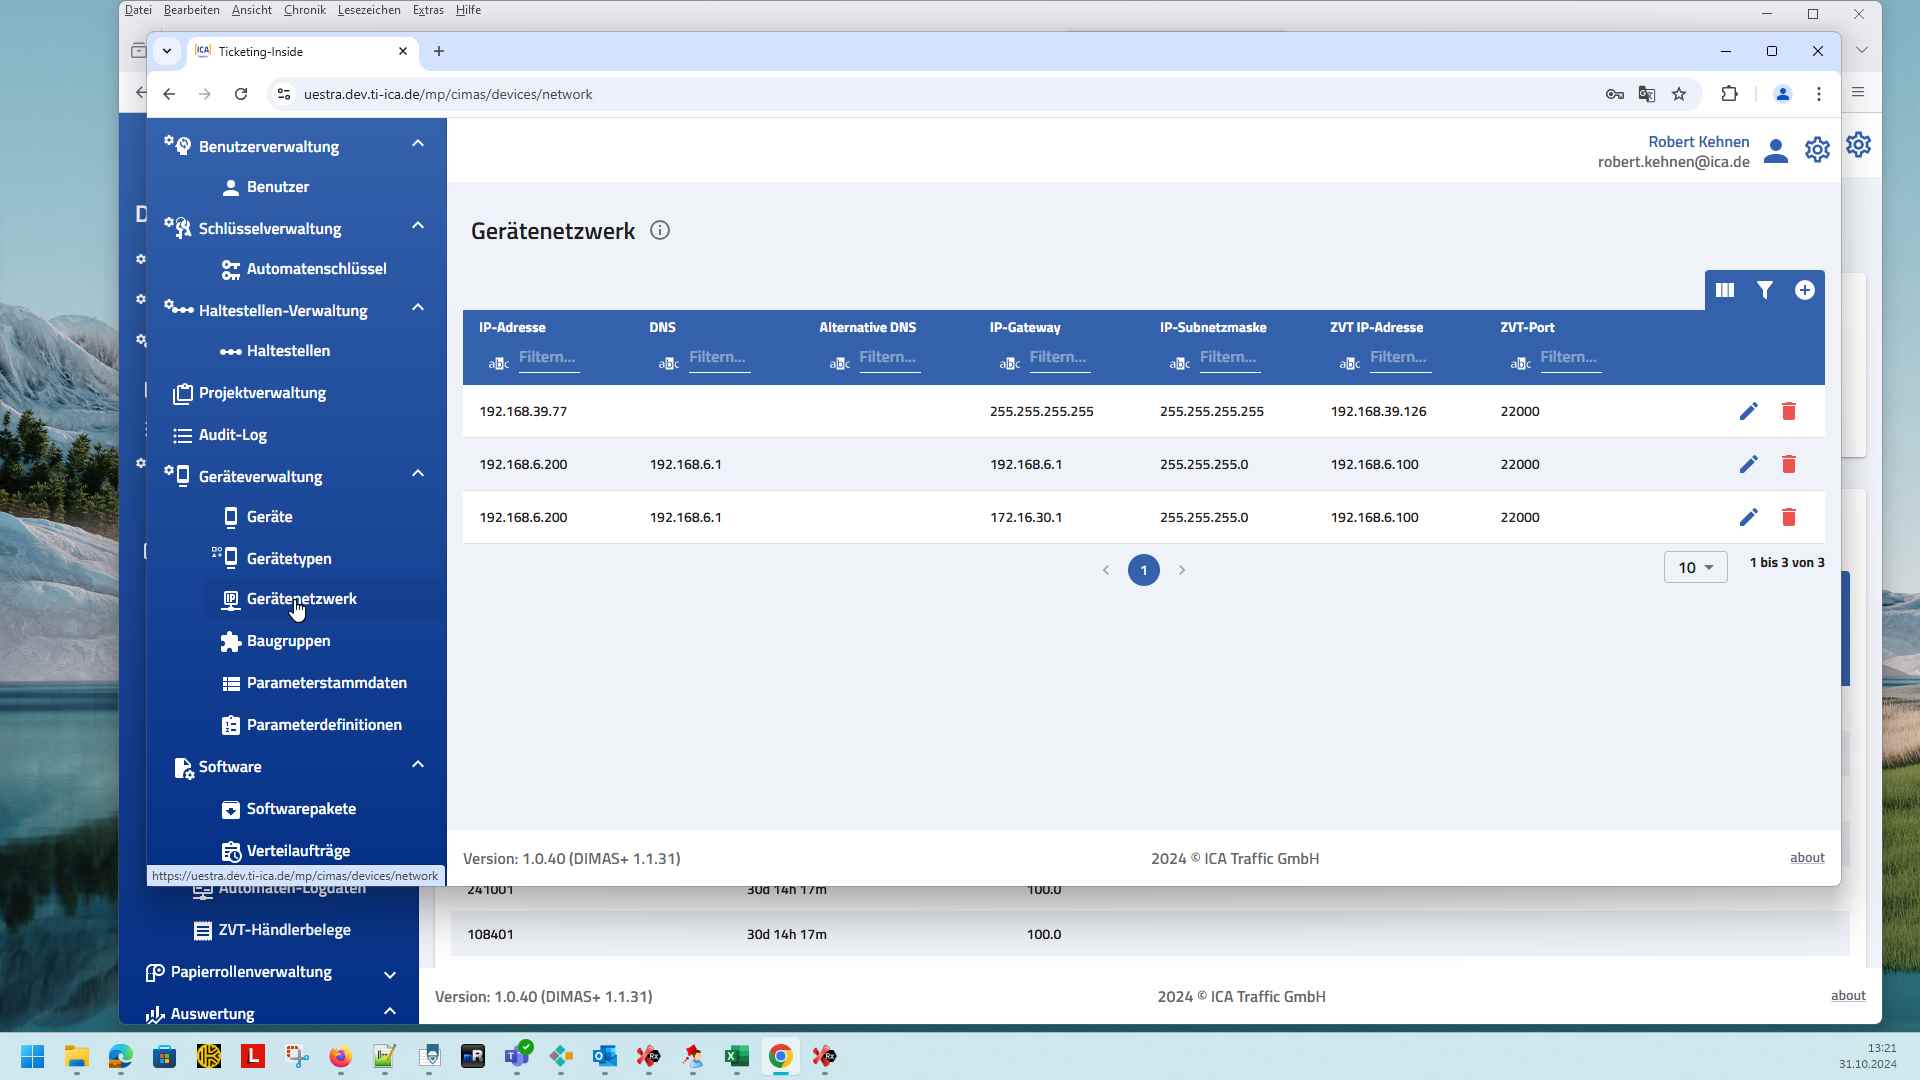 Datei Bearbeiten Ansicht Chronik Lesezeichen Extras Hilfe
Ticketing-Inside
uestra.dev.ti-ica.de/mp/cimas/devices/network
Benutzerverwaltung
Benutzer
Schlüsselverwaltung
Automatenschlüssel
Haltestellen-Verwaltung
Haltestellen
Projektverwaltung
Audit-Log
Geräteverwaltung
Geräte
Gerätetypen
Gerätenetzwerk
Baugruppen
Parameterstammdaten
Parameterdefinitionen
Software
Softwarepakete
Verteilaufträge
https://uestra.dev.ti-ica.de/mp/cimas/devices/network
Robert Kehnen
robert.kehnen@ica.de
Gerätenetzwerk
IP-Adresse DNS Alternative DNS IP-Gateway IP-Subnetzmaske ZVT IP-Adresse ZVT-Port
abc Filtern... abc Filtern... abc Filtern... abc Filtern... abc Filtern... abc Filtern... abc Filtern...
192.168.39.77 255.255.255.255 255.255.255.255 192.168.39.126 22000
192.168.6.200 192.168.6.1 192.168.6.1 255.255.255.0 192.168.6.100 22000
192.168.6.200 192.168.6.1 172.16.30.1 255.255.255.0 192.168.6.100 22000
1
10
1 bis 3 von 3
Version: 1.0.40 (DIMAS+ 1.1.31) 2024 © ICA Traffic GmbH about
Automaten-Logdaten
ZVT-Händlerbelege
Papierrollenverwaltung
Auswertung
241001 30d 14h 17m 100.0
108401 30d 14h 17m 100.0
Version: 1.0.40 (DIMAS+ 1.1.31) 2024 © ICA Traffic GmbH about
13:21
31.10.2024